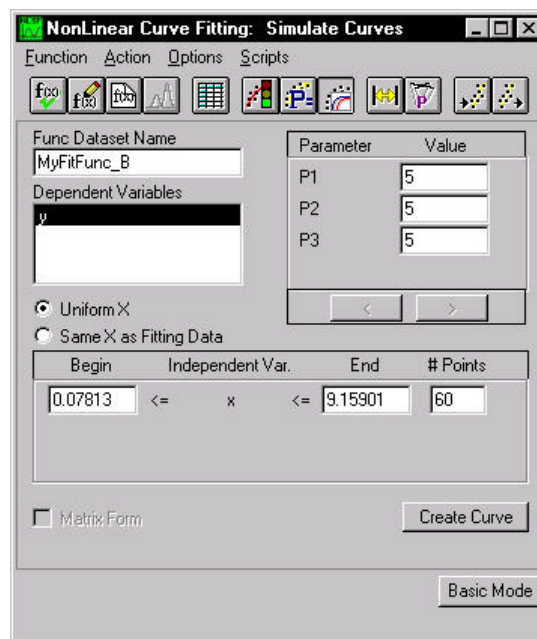 NonLinear Curve Fitting: Simulate Curves
Function Action Options Scripts
f(x) f(x) f(x) P= P
Func Dataset Name
MyFitFunc_B
Dependent Variables
y
Parameter Value
P1 5
P2 5
P3 5
< >
Uniform X
Same X as Fitting Data
Begin Independent Var. End # Points
0.07813 <= x <= 9.15901 60
Matrix Form
Create Curve
Basic Mode